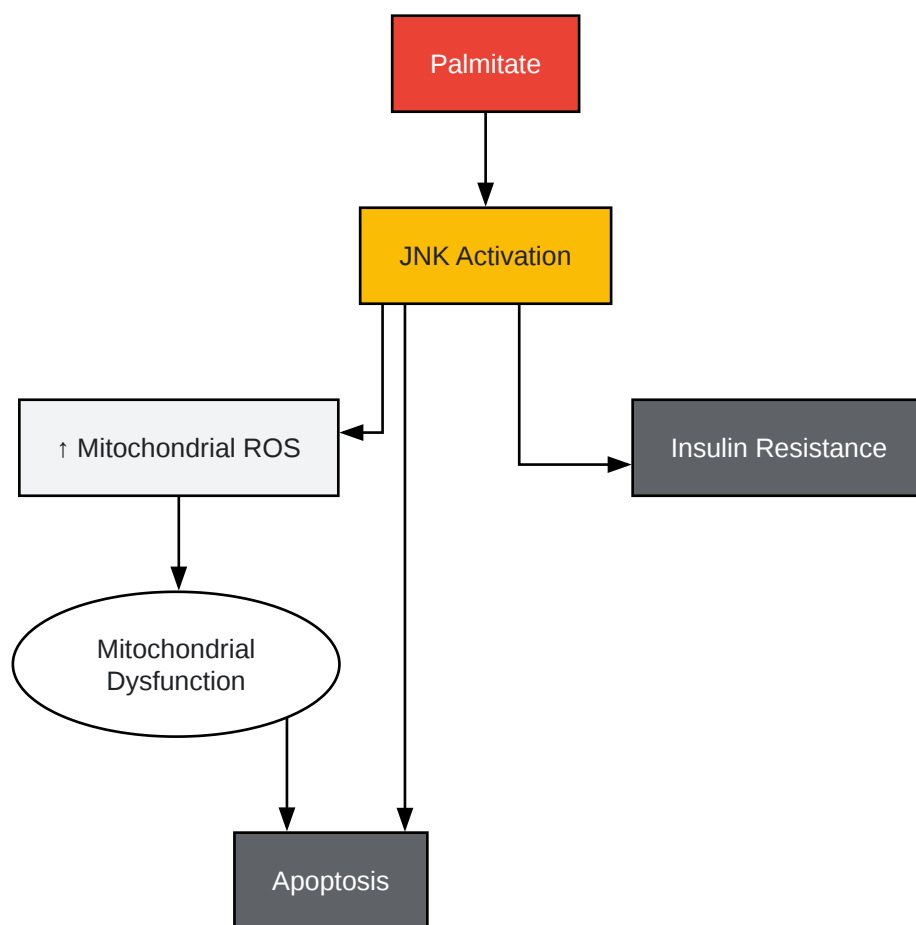 Palmitate
JNK Activation
↑ Mitochondrial ROS
Insulin Resistance
Mitochondrial
Dysfunction
Apoptosis